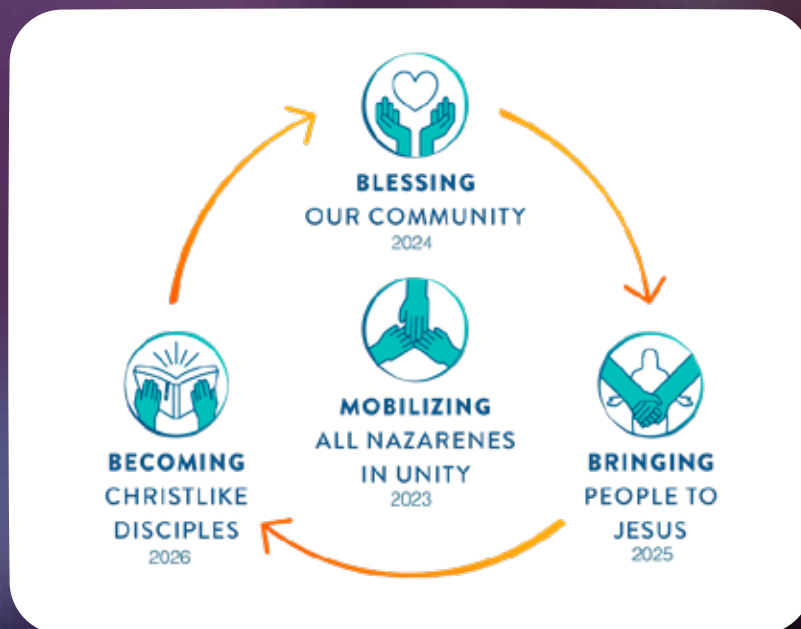 BLESSING
OUR COMMUNITY
2024
MOBILIZING
ALL NAZARENES
IN UNITY
2023
BECOMING
CHRISTLIKE
DISCIPLES
2026
BRINGING
PEOPLE TO
JESUS
2025